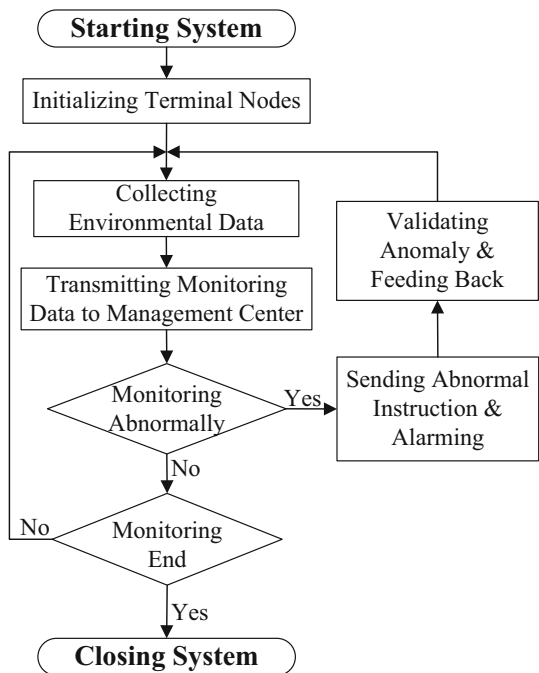 Starting System
Initializing Terminal Nodes
Collecting
Environmental Data
Transmitting Monitoring
Data to Management Center
Monitoring
Abnormally
Yes
Sending Abnormal
Instruction &
Alarming
Validating
Anomaly &
Feeding Back
No
Monitoring
End
No
Yes
Closing System